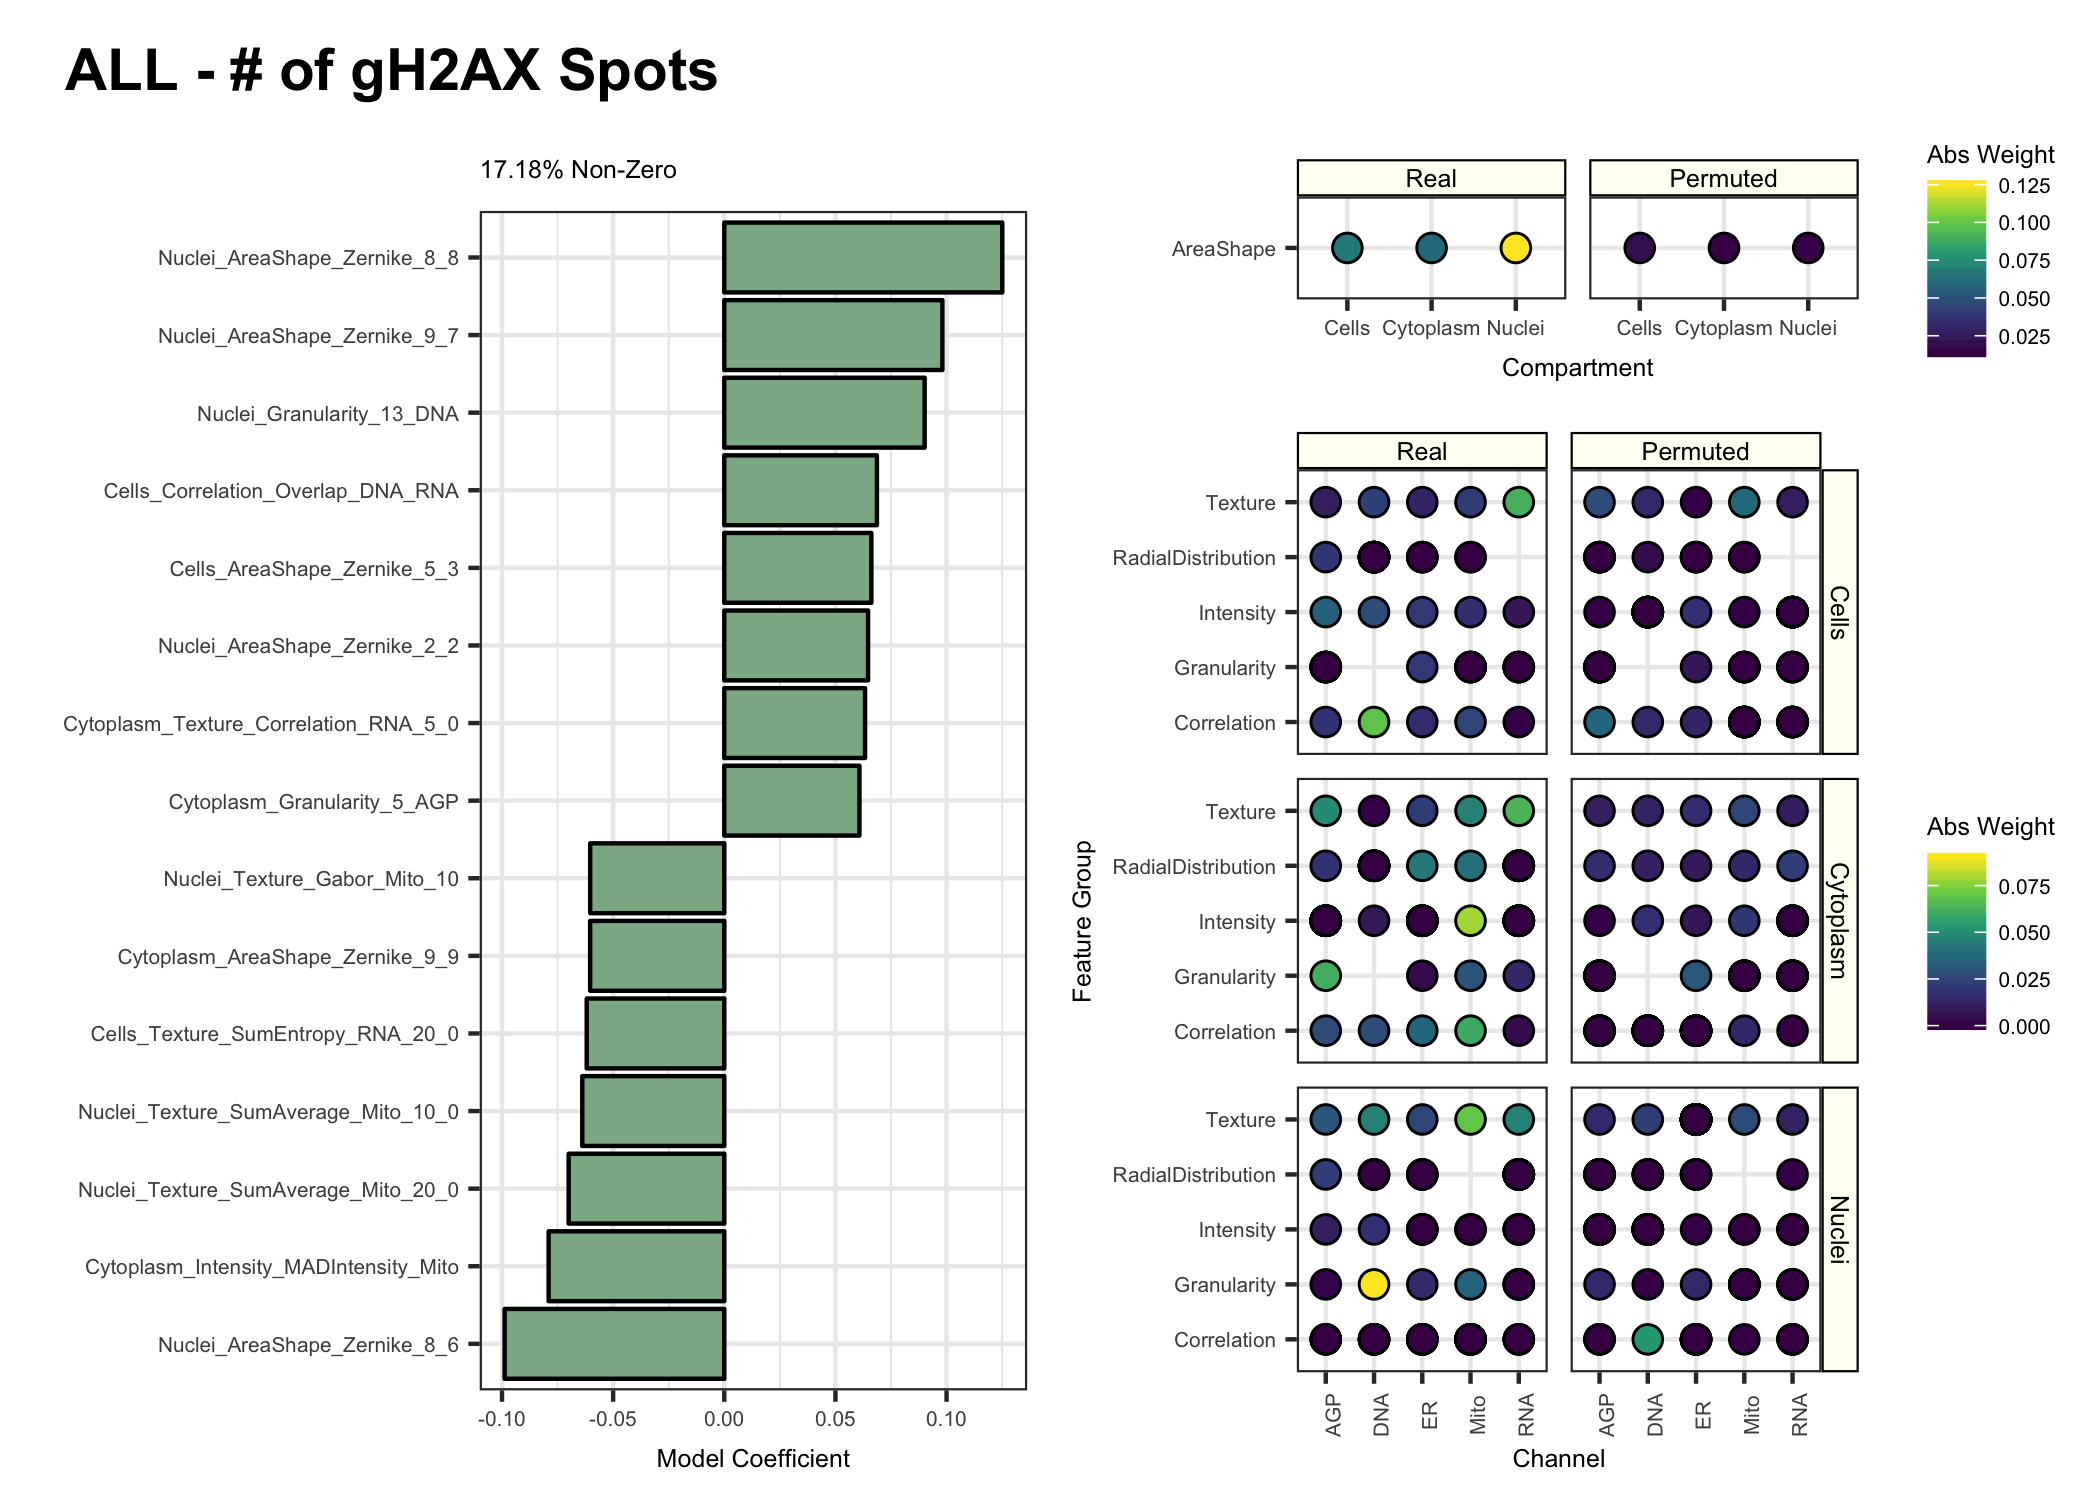 ALL - # of gH2AX Spots
17.18% Non-Zero
Nuclei_AreaShape_Zernike_8_8
Nuclei_AreaShape_Zernike_9_7
Nuclei_Granularity_13_DNA
Cells_Correlation_Overlap_DNA_RNA
Cells_AreaShape_Zernike_5_3
Nuclei_AreaShape_Zernike_2_2
Cytoplasm_Texture_Correlation_RNA_5_0
Cytoplasm_Granularity_5_AGP
Nuclei_Texture_Gabor_Mito_10
Cytoplasm_AreaShape_Zernike_9_9
Cells_Texture_SumEntropy_RNA_20_0
Nuclei_Texture_SumAverage_Mito_10_0
Nuclei_Texture_SumAverage_Mito_20_0
Cytoplasm_Intensity_MADIntensity_Mito
Nuclei_AreaShape_Zernike_8_6
-0.10 -0.05 0.00 0.05 0.10
Model Coefficient
Real Permuted
AreaShape
Cells Cytoplasm Nuclei Cells Cytoplasm Nuclei
Compartment
Abs Weight
0.125
0.100
0.075
0.050
0.025
Real Permuted
Feature Group
Texture
RadialDistribution
Intensity
Granularity
Correlation
Cells
Texture
RadialDistribution
Intensity
Granularity
Correlation
Cytoplasm
Texture
RadialDistribution
Intensity
Granularity
Correlation
Nuclei
AGP DNA ER Mito RNA AGP DNA ER Mito RNA
Channel
Abs Weight
0.075
0.050
0.025
0.000